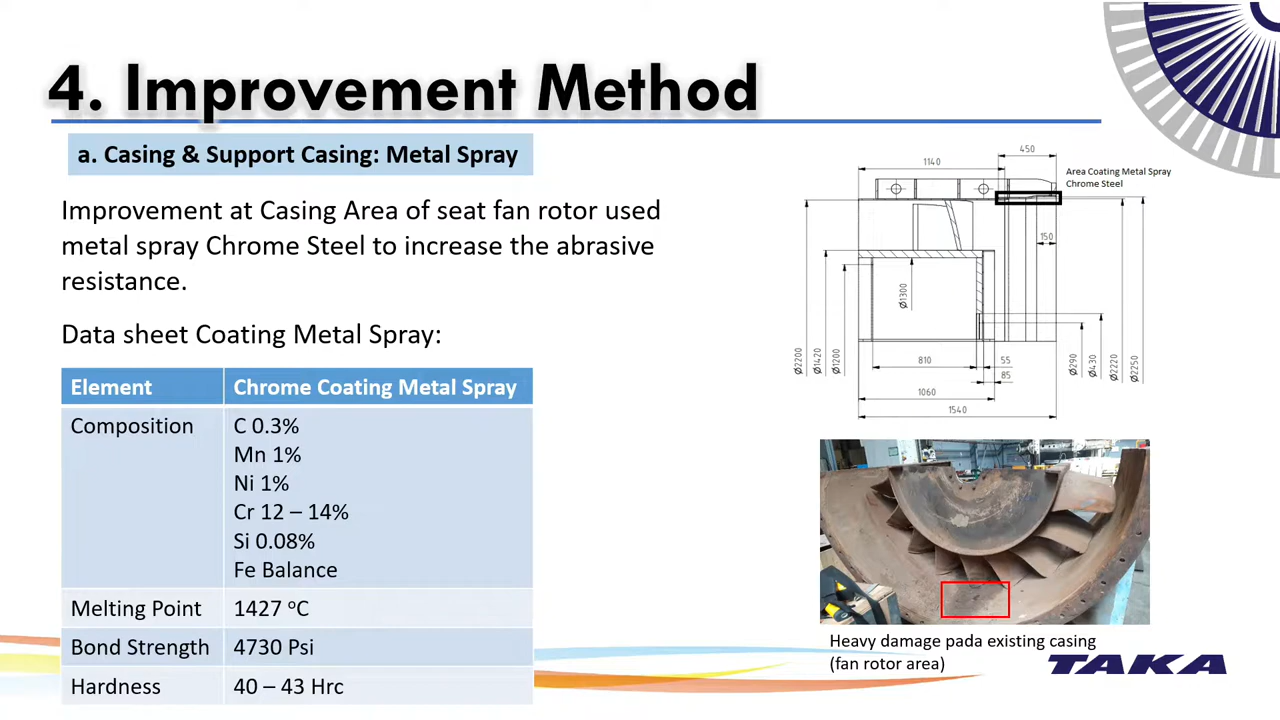 4. Improvement Method
a. Casing & Support Casing: Metal Spray
Improvement at Casing Area of seat fan rotor used
metal spray Chrome Steel to increase the abrasive
resistance.
Data sheet Coating Metal Spray:
Element
Chrome Coating Metal Spray
Composition
C 0.3%
Mn 1%
Ni 1%
Cr 12 – 14%
Si 0.08%
Fe Balance
Melting Point
1427 °C
Bond Strength
4730 Psi
Hardness
40 – 43 Hrc
450
1140
Area Coating Metal Spray
Chrome Steel
150
Ø1300
Ø2200
Ø1420
Ø1200
810
55
85
Ø290
Ø430
Ø2220
Ø2250
1060
1540
Heavy damage pada existing casing
(fan rotor area)
TAKA